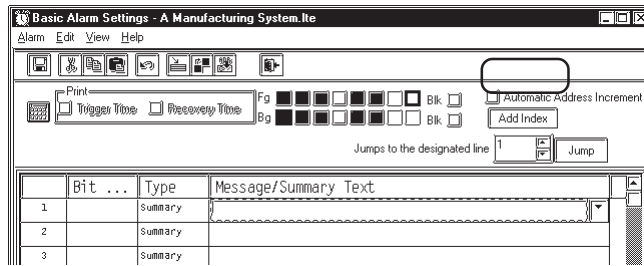 Basic Alarm Settings - A Manufacturing System.lte
Alarm Edit View Help
Print
Trigger Time Recovery Time
Fg Blk Automatic Address Increment
Bg Blk Add Index
Jumps to the designated line 1 Jump
Bit ... Type Message/Summary Text
1 Summary
2 Summary
3 Summary